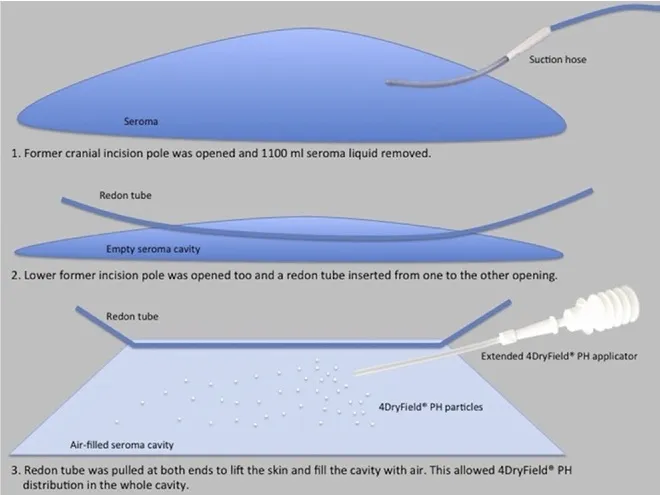 Suction hose
Seroma
1. Former cranial incision pole was opened and 1100 ml seroma liquid removed.
Redon tube
Empty seroma cavity
2. Lower former incision pole was opened too and a redon tube inserted from one to the other opening.
Redon tube
Extended 4DryField® PH applicator
4DryField® PH particles
Air-filled seroma cavity
3. Redon tube was pulled at both ends to lift the skin and fill the cavity with air. This allowed 4DryField® PH
distribution in the whole cavity.